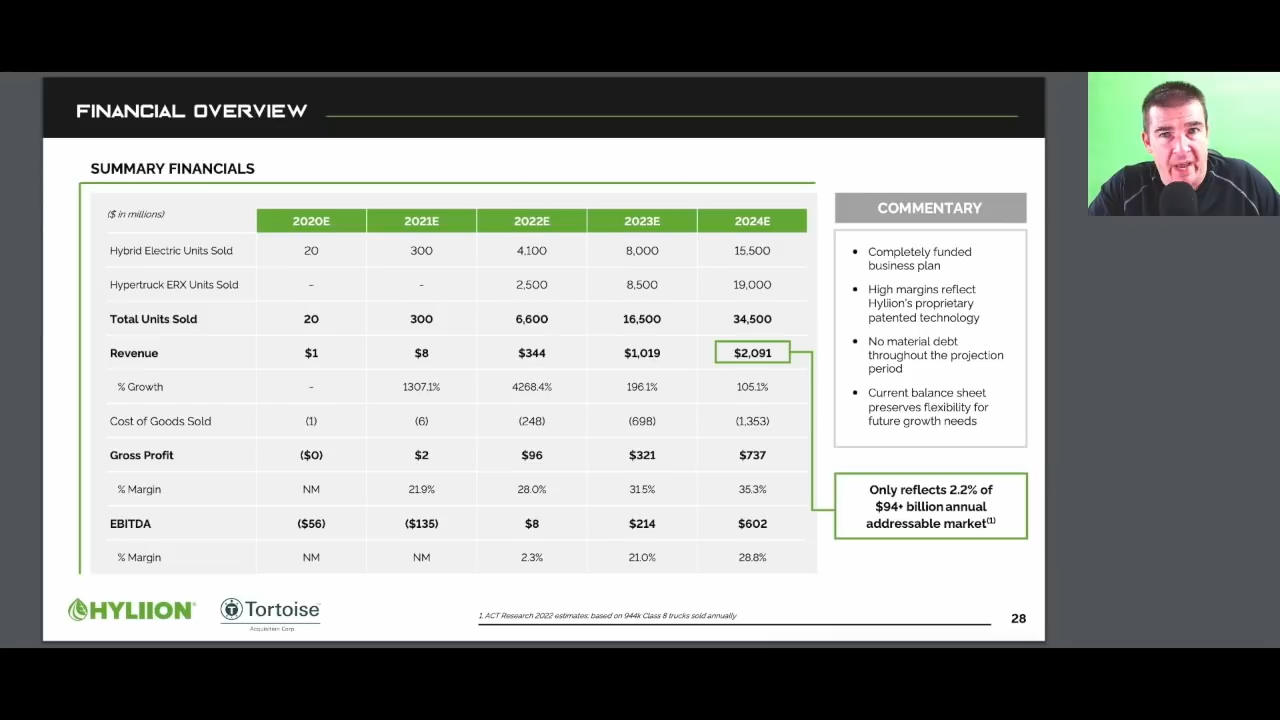 FINANCIAL OVERVIEW
SUMMARY FINANCIALS
($ in millions) 2020E 2021E 2022E 2023E 2024E
Hybrid Electric Units Sold 20 300 4,100 8,000 15,500
Hypertruck ERX Units Sold - - 2,500 8,500 19,000
Total Units Sold 20 300 6,600 16,500 34,500
Revenue $1 $8 $344 $1,019 $2,091
% Growth - 1307.1% 4268.4% 196.1% 105.1%
Cost of Goods Sold (1) (6) (248) (698) (1,353)
Gross Profit ($0) $2 $96 $321 $737
% Margin NM 21.9% 28.0% 31.5% 35.3%
EBITDA ($56) ($135) $8 $214 $602
% Margin NM NM 2.3% 21.0% 28.8%
COMMENTARY
• Completely funded
business plan
• High margins reflect
Hyliion's proprietary
patented technology
• No material debt
throughout the projection
period
• Current balance sheet
preserves flexibility for
future growth needs
Only reflects 2.2% of
$94+ billion annual
addressable market(1)
HYLIION
Tortoise
Acquisition Corp.
1. ACT Research 2022 estimates: based on 944k Class 8 trucks sold annually
28